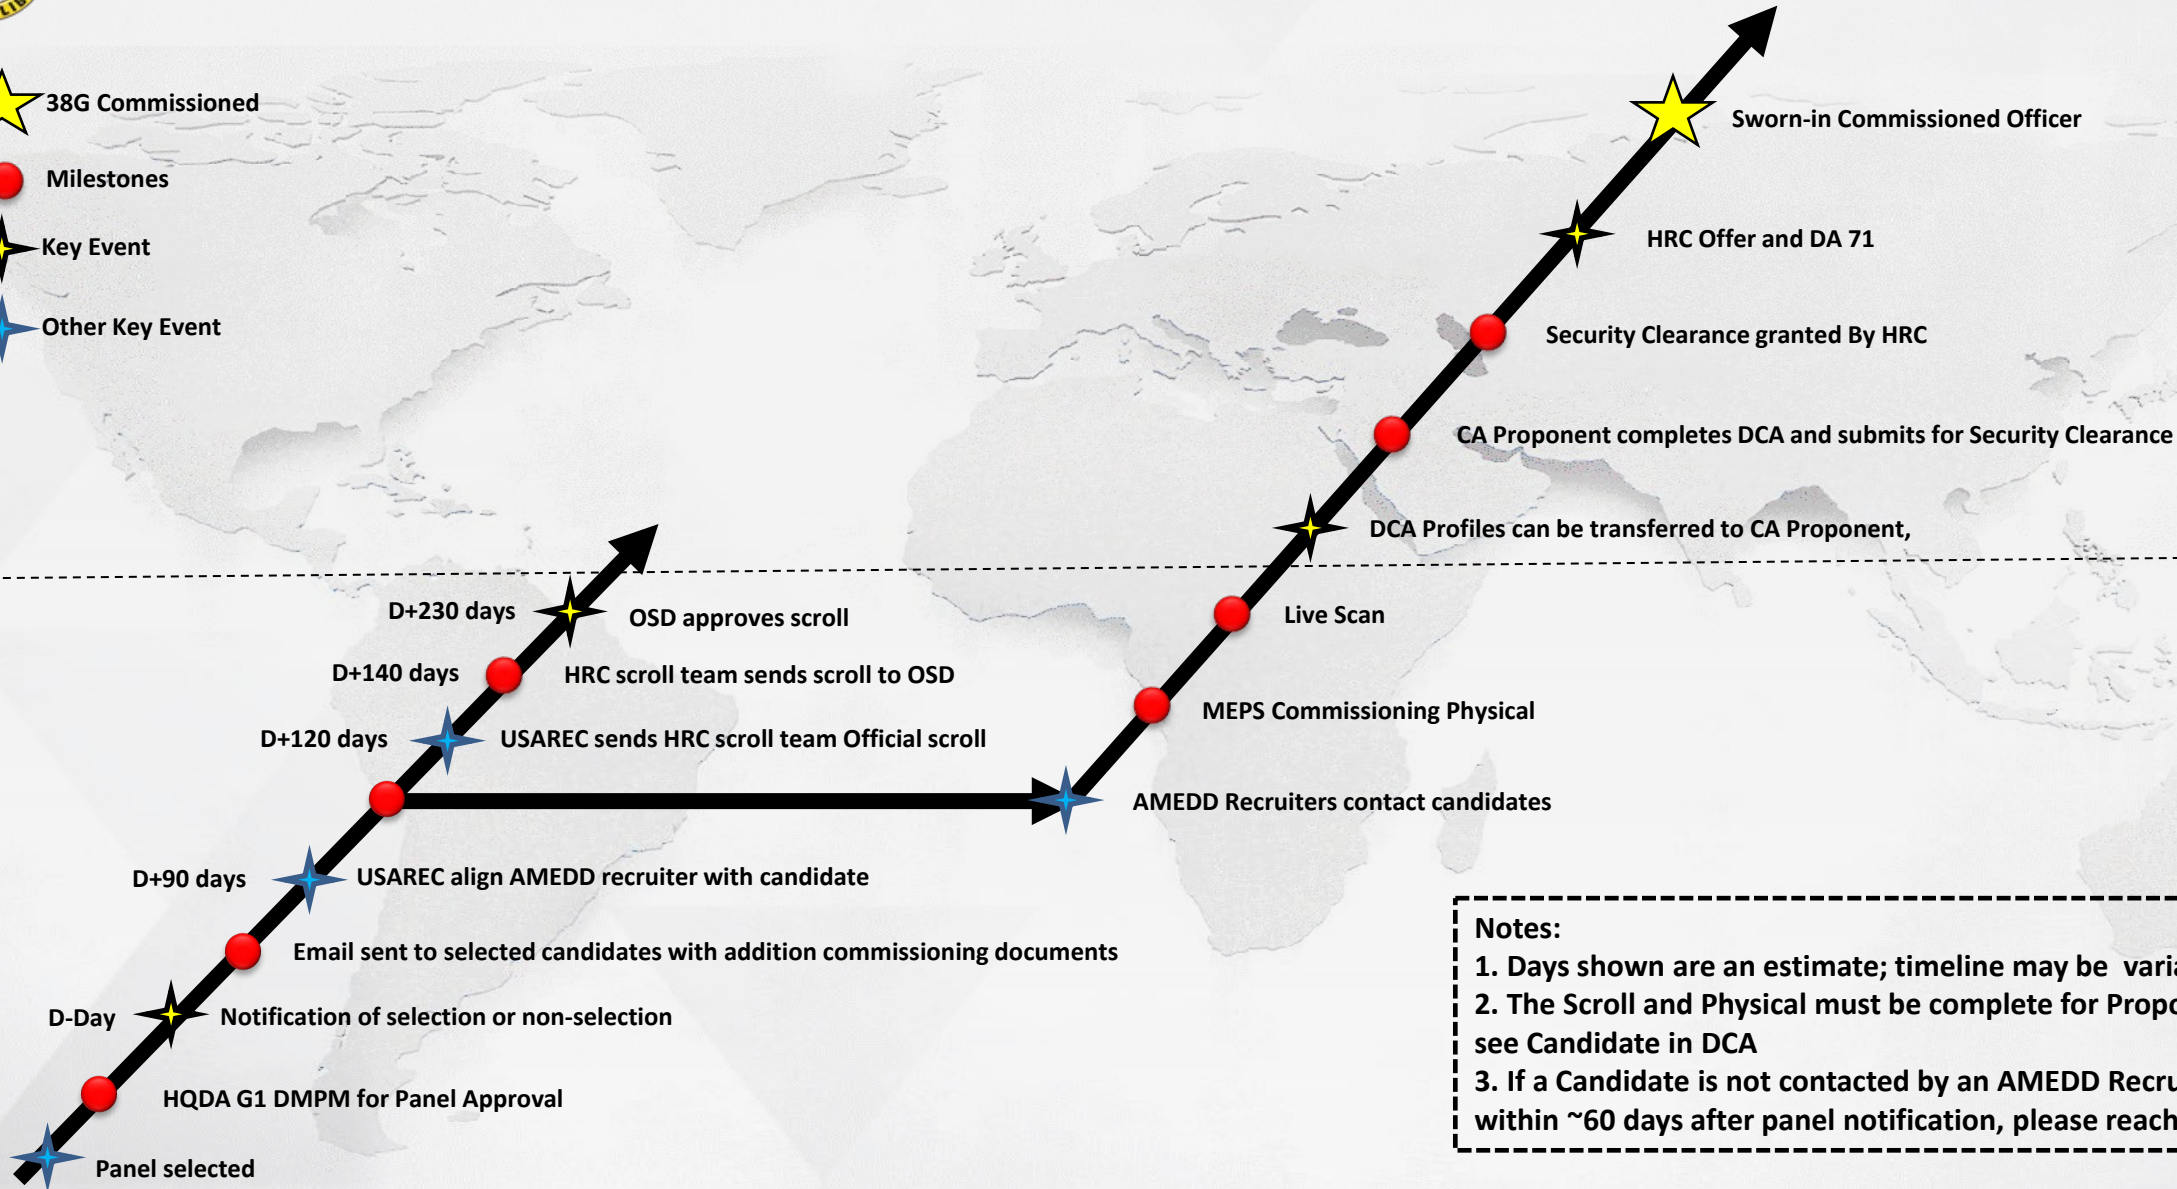 38G Commissioned
Milestones
Key Event
Other Key Event
Sworn-in Commissioned Officer
HRC Offer and DA 71
Security Clearance granted By HRC
CA Proponent completes DCA and submits for Security Clearance
DCA Profiles can be transferred to CA Proponent,
Live Scan
MEPS Commissioning Physical
AMEDD Recruiters contact candidates
D+230 days
OSD approves scroll
D+140 days
HRC scroll team sends scroll to OSD
D+120 days
USAREC sends HRC scroll team Official scroll
D+90 days
USAREC align AMEDD recruiter with candidate
Email sent to selected candidates with addition commissioning documents
D-Day
Notification of selection or non-selection
HQDA G1 DMPM for Panel Approval
Panel selected
Notes:
1. Days shown are an estimate; timeline may be
2. The Scroll and Physical must be complete for
see Candidate in DCA
3. If a Candidate is not contacted by an AMEDD
within ~60 days after panel notification, please reach